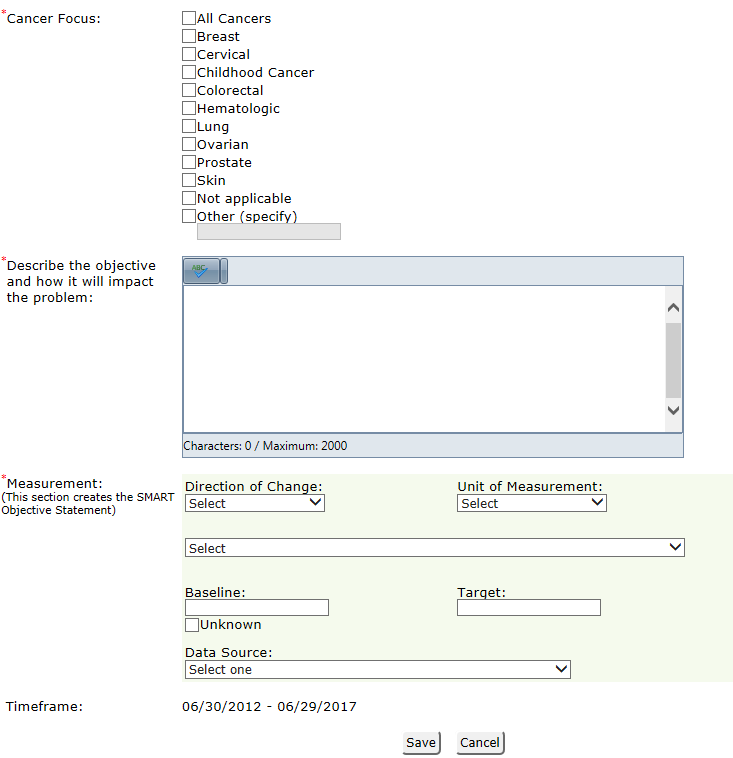 *Cancer Focus:
All Cancers
Breast
Cervical
Childhood Cancer
Colorectal
Hematologic
Lung
Ovarian
Prostate
Skin
Not applicable
Other (specify)
*Describe the objective
and how it will impact
the problem:
ABC
Characters: 0 / Maximum: 2000
*Measurement:
(This section creates the SMART
Objective Statement)
Direction of Change: Unit of Measurement:
Select Select
Select
Baseline: Target:
Unknown
Data Source:
Select one
Timeframe: 06/30/2012 - 06/29/2017
Save Cancel